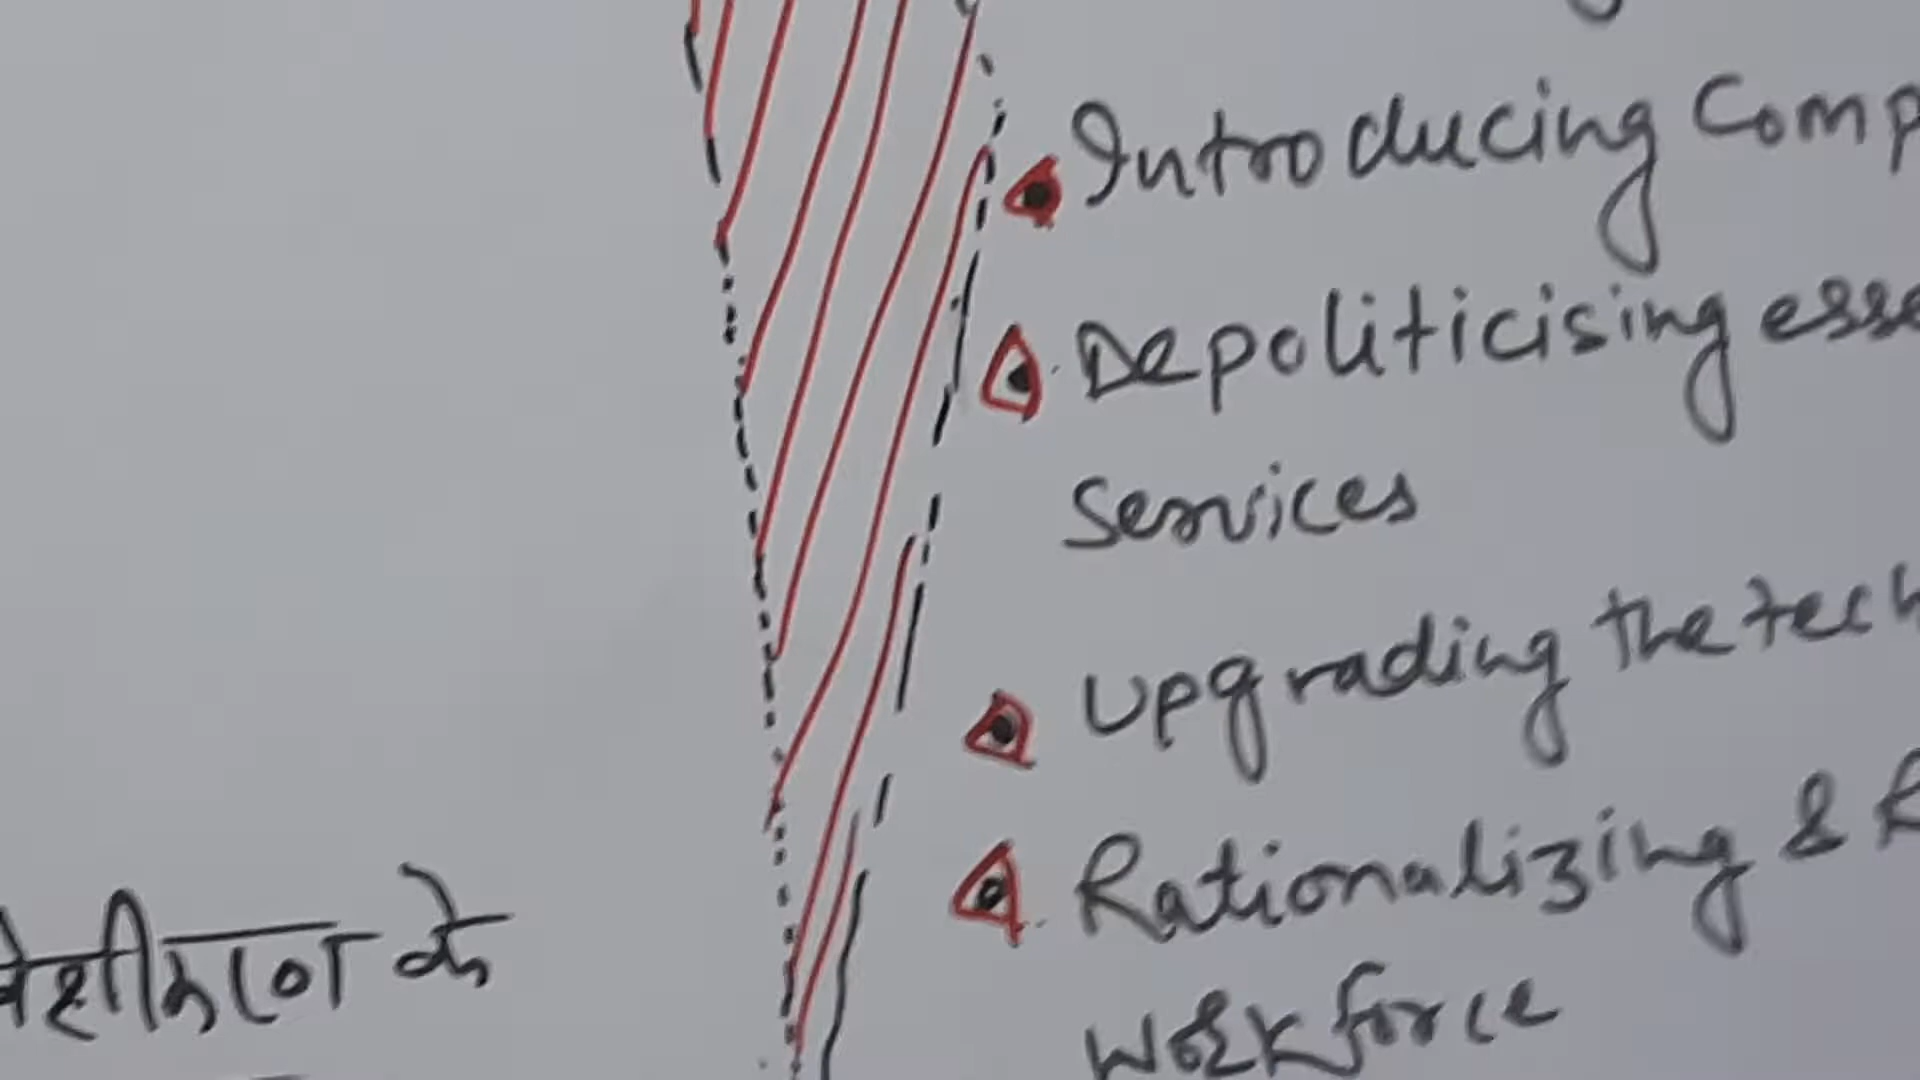 Introducing Comp
Depoliticising esse
Services
Upgrading the tech
Rationalizing & R
workforce
वेशीकरण के